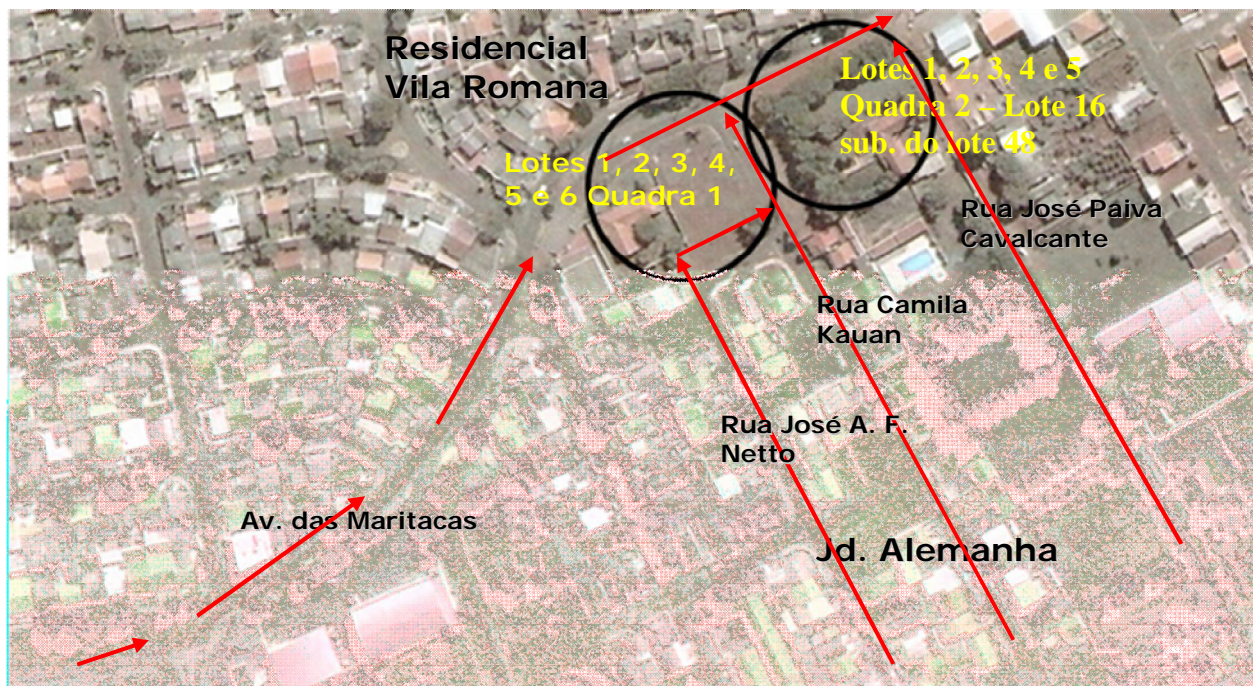 Residencial
Vila Romana
Lotes 1, 2, 3, 4 e 5
Quadra 2 – Lote 16
sub. do lote 48
Lotes 1, 2, 3, 4,
5 e 6 Quadra 1
Rua José Paiva
Cavalcante
Rua Camila
Kauan
Rua José A. F.
Netto
Av. das Maritacas
Jd. Alemanha